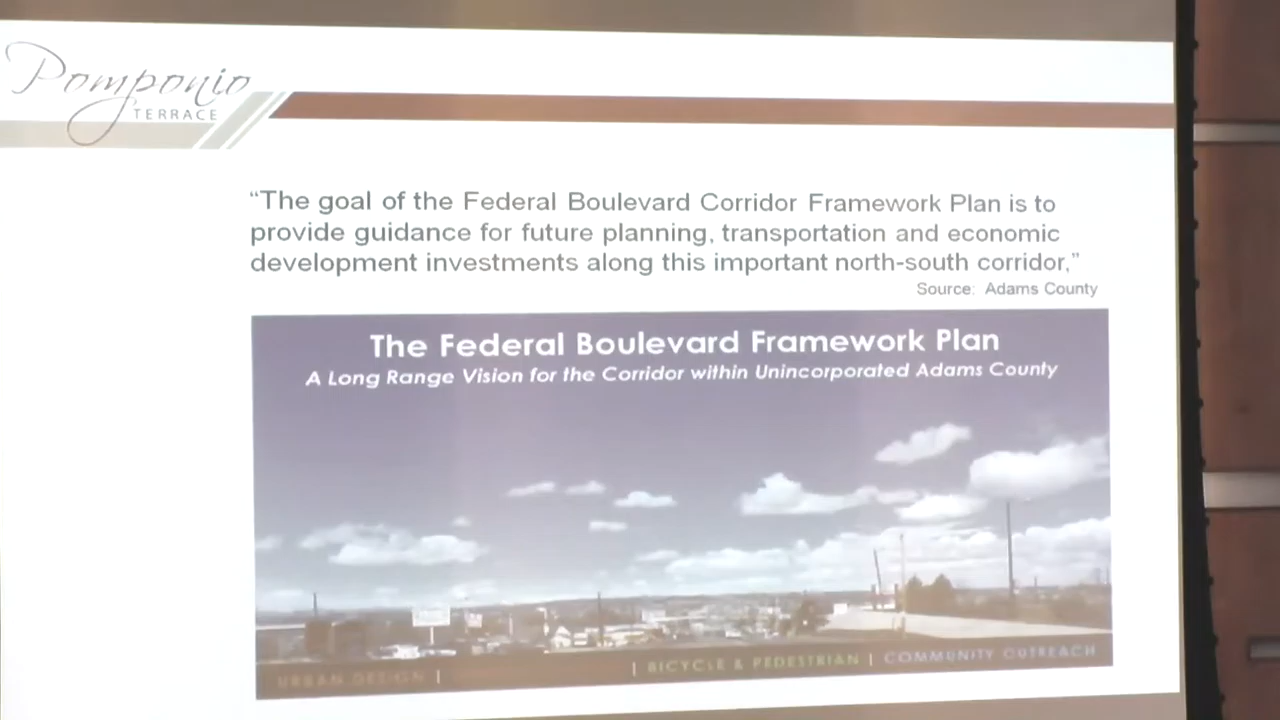 Pomponio
TERRACE
“The goal of the Federal Boulevard Corridor Framework Plan is to
provide guidance for future planning, transportation and economic
development investments along this important north-south corridor,”
Source: Adams County
The Federal Boulevard Framework Plan
A Long Range Vision for the Corridor within Unincorporated Adams County
URBAN DESIGN | | BICYCLE & PEDESTRIAN | COMMUNITY OUTREACH